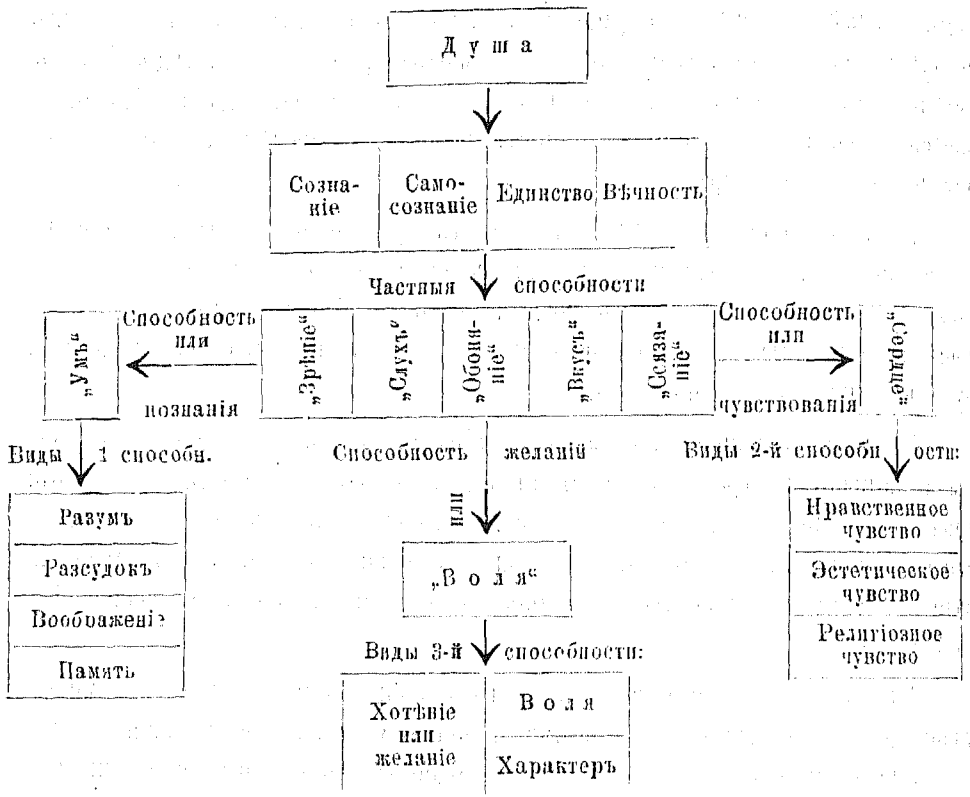 Душа
Созна-
ніе
Само-
сознаніе
Единство
Вѣчность
Частныя способности
„Умъ“
Способность
или
познанія
„Зрѣніе“
„Слухъ“
„Обоня-
ніе“
„Вкусъ“
„Осяза-
ніе“
Способность
или
чувствованія
„Сердце“
Виды 1 способн.
Разумъ
Разсудокъ
Воображеніе
Память
Способность желаній
или
„Воля“
Виды 3-й способности:
Хотѣніе
или
желаніе
Воля
Характеръ
Виды 2-й способн ости:
Нравственное
чувство
Эстетическое
чувство
Религіозное
чувство